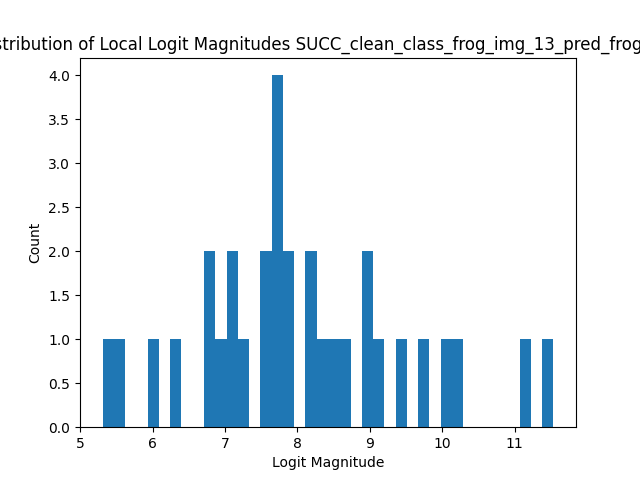 stribution of Local Logit Magnitudes SUCC_clean_class_frog_img_13_pred_frog
4.0
3.5
3.0
2.5
2.0
1.5
1.0
0.5
0.0
Count
5 6 7 8 9 10 11
Logit Magnitude